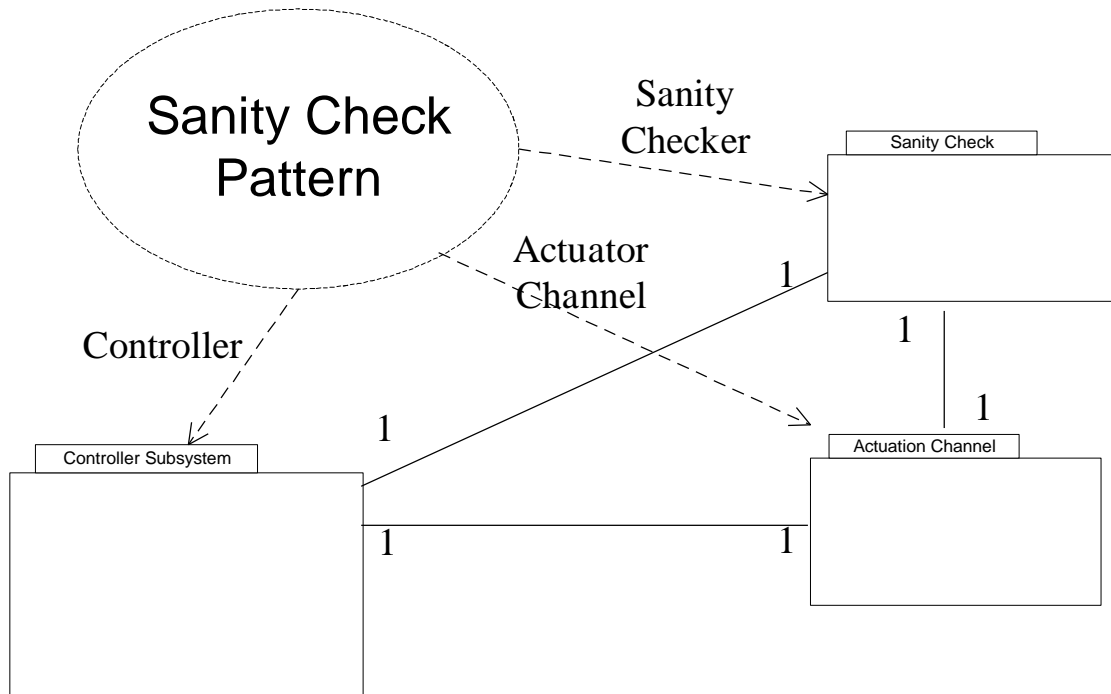 Sanity Check
Pattern
Sanity
Checker
Sanity Check
Actuator
Channel
1
1
Controller
1
1
Controller Subsystem
Actuation Channel
1
1